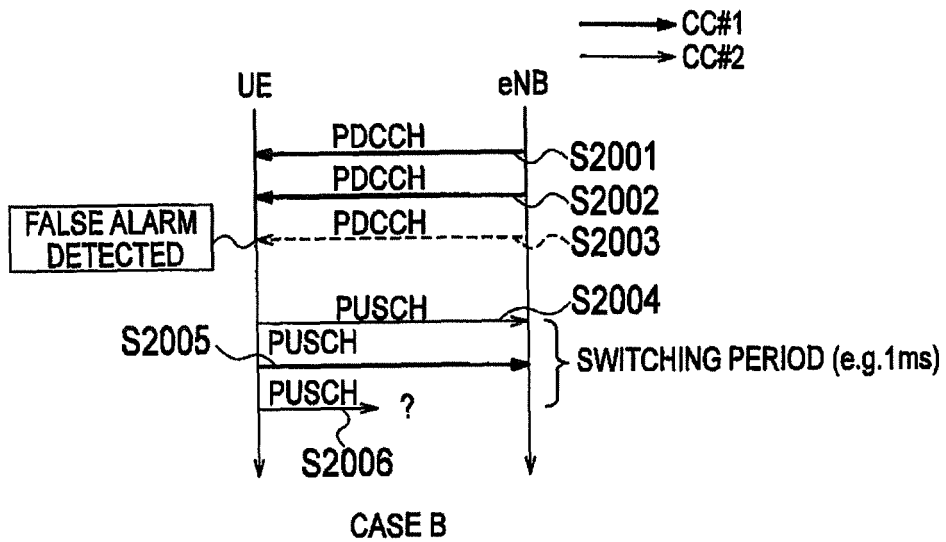 CC#1
CC#2
UE
eNB
PDCCH
S2001
PDCCH
S2002
FALSE ALARM
DETECTED
PDCCH
S2003
PUSCH
S2004
S2005
PUSCH
SWITCHING PERIOD (e.g.1ms)
PUSCH
?
S2006
CASE B